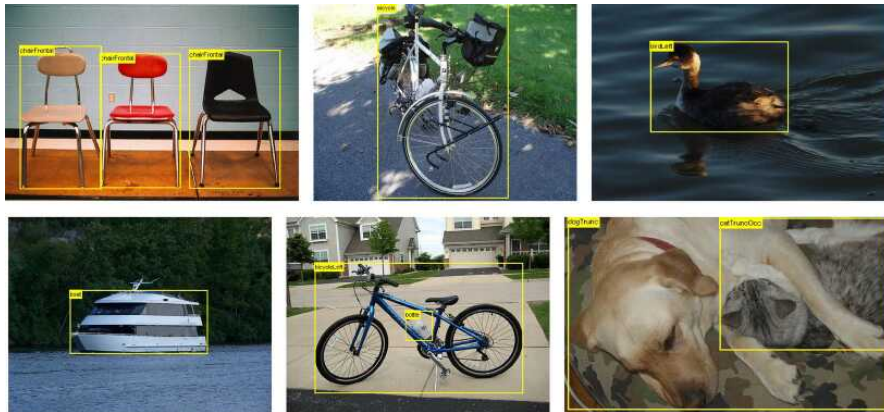 chairFrontal
chairFrontal
chairFrontal
bicycle
birdLeft
boat
bicycleLeft
bottle
dogTrunc
catTruncOcc